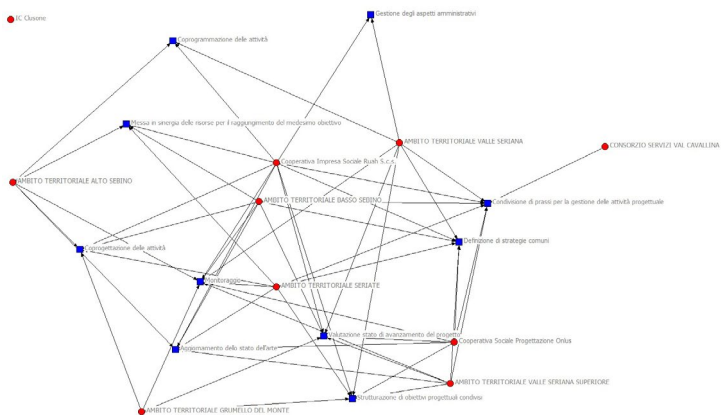 Gestione degli aspetti amministrativi
JC Clusone
Coprogrammazione delle attività
Messa in sinergia delle risorse per il raggiungimento del medesimo obiettivo
AMBITO TERRITORIALE VALLE SERIANA
CONSORZIO SERVIZI VAL CAVALLINA
Cooperativa Impresa Sociale Ruah S.c.s.
AMBITO TERRITORIALE ALTO SEBINO
AMBITO TERRITORIALE BASSO SEBINO
Condivisione di prassi per la gestione delle attività progettuale
Definizione di strategie comuni
Coprogettazione delle attività
Monitoraggio
AMBITO TERRITORIALE SERIATE
Valutazione stato di avanzamento del progetto
Cooperativa Sociale Progettazione Onlus
Aggiornamento dello stato dell'arte
AMBITO TERRITORIALE VALLE SERIANA SUPERIORE
Strutturazione di obiettivi progettuali condivisi
AMBITO TERRITORIALE GRUMELLO DEL MONTE